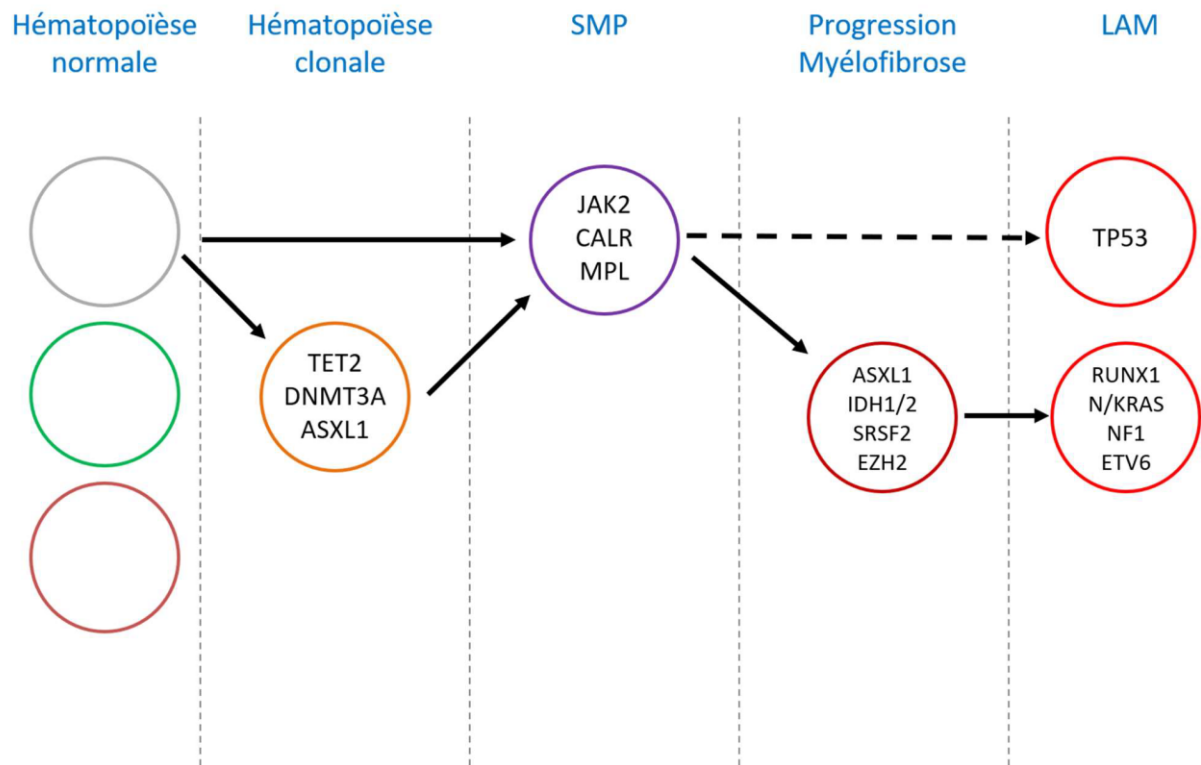 Hématopoïèse
normale
Hématopoïèse
clonale
SMP
Progression
Myélofibrose
LAM
JAK2
CALR
MPL
TP53
TET2
DNMT3A
ASXL1
ASXL1
IDH1/2
SRSF2
EZH2
RUNX1
N/KRAS
NF1
ETV6